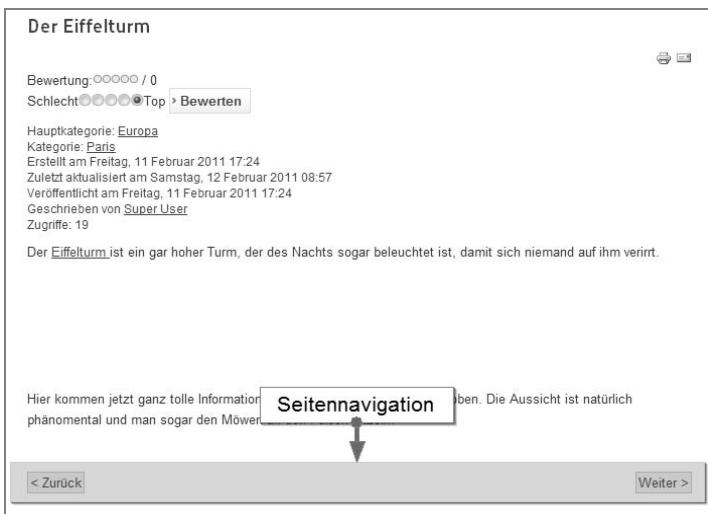 Der Eiffelturm
Bewertung: / 0
Schlecht Top › Bewerten
Hauptkategorie: Europa
Kategorie: Paris
Erstellt am Freitag, 11 Februar 2011 17:24
Zuletzt aktualisiert am Samstag, 12 Februar 2011 08:57
Veröffentlicht am Freitag, 11 Februar 2011 17:24
Geschrieben von Super User
Zugriffe: 19
Der Eiffelturm ist ein gar hoher Turm, der des Nachts sogar beleuchtet ist, damit sich niemand auf ihm verirrt.
Hier kommen jetzt ganz tolle Information ben. Die Aussicht ist natürlich
Seitennavigation
phänomental und man sogar den Möwen
< Zurück Weiter >